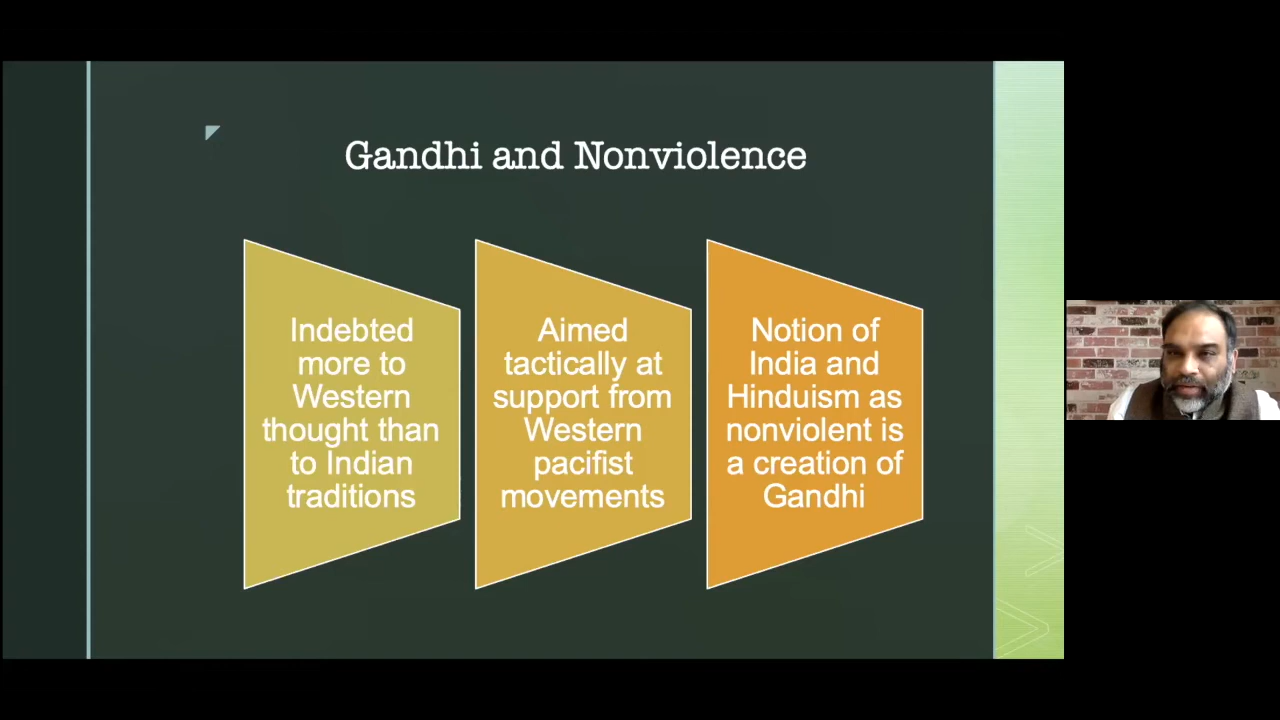 Gandhi and Nonviolence
Indebted
more to
Western
thought than
to Indian
traditions
Aimed
tactically at
support from
Western
pacifist
movements
Notion of
India and
Hinduism as
nonviolent is
a creation of
Gandhi